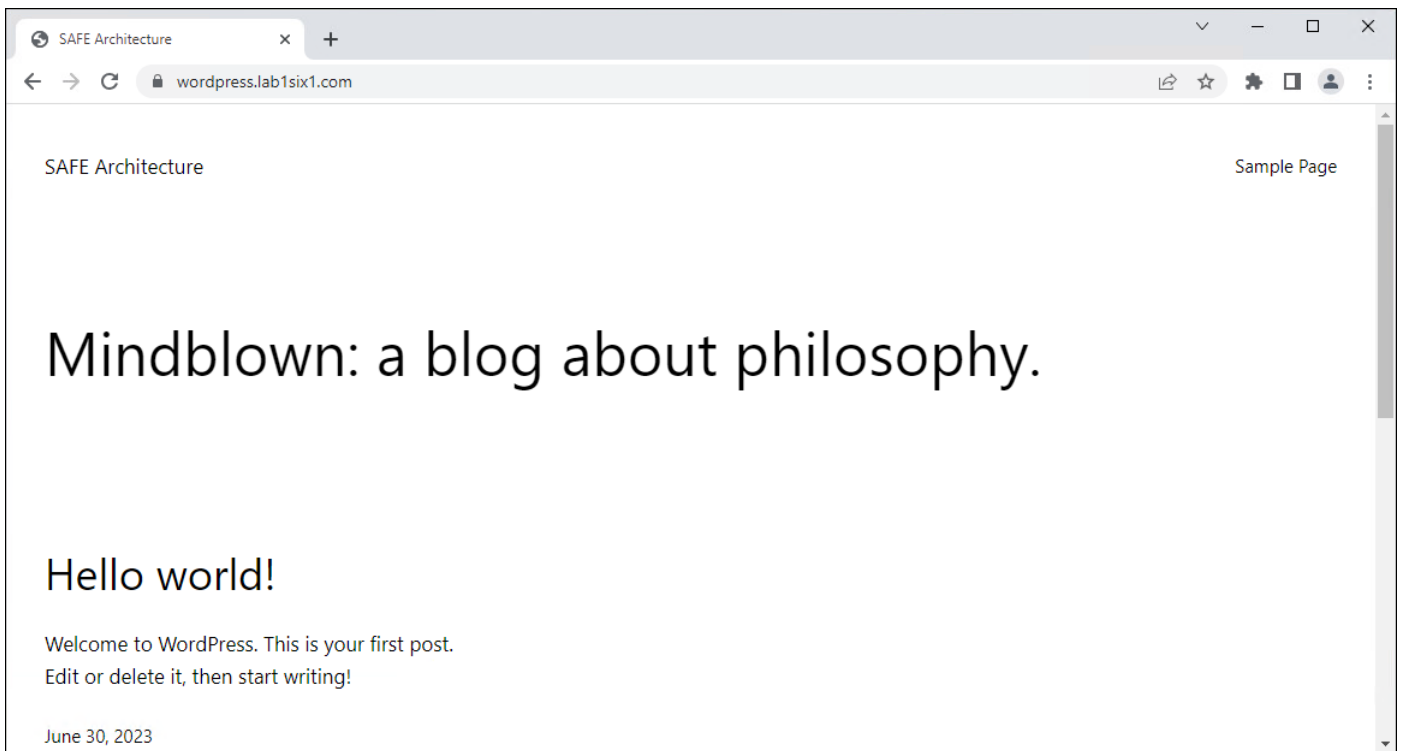 SAFE Architecture
wordpress.lab1six1.com
SAFE Architecture
Sample Page
Mindblown: a blog about philosophy.
Hello world!
Welcome to WordPress. This is your first post.
Edit or delete it, then start writing!
June 30, 2023